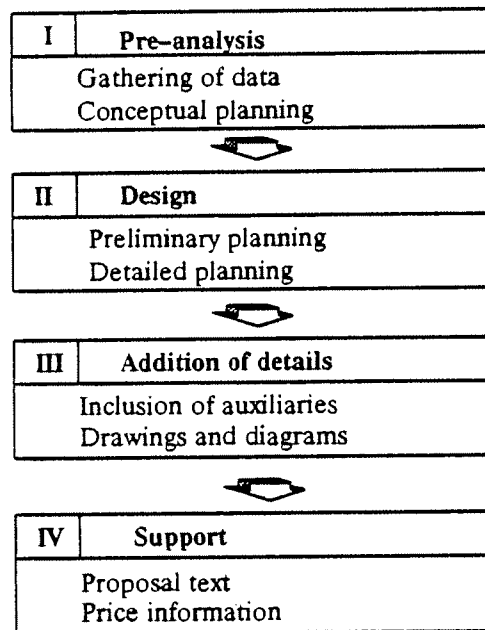 I Pre–analysis
Gathering of data
Conceptual planning
II Design
Preliminary planning
Detailed planning
III Addition of details
Inclusion of auxiliaries
Drawings and diagrams
IV Support
Proposal text
Price information